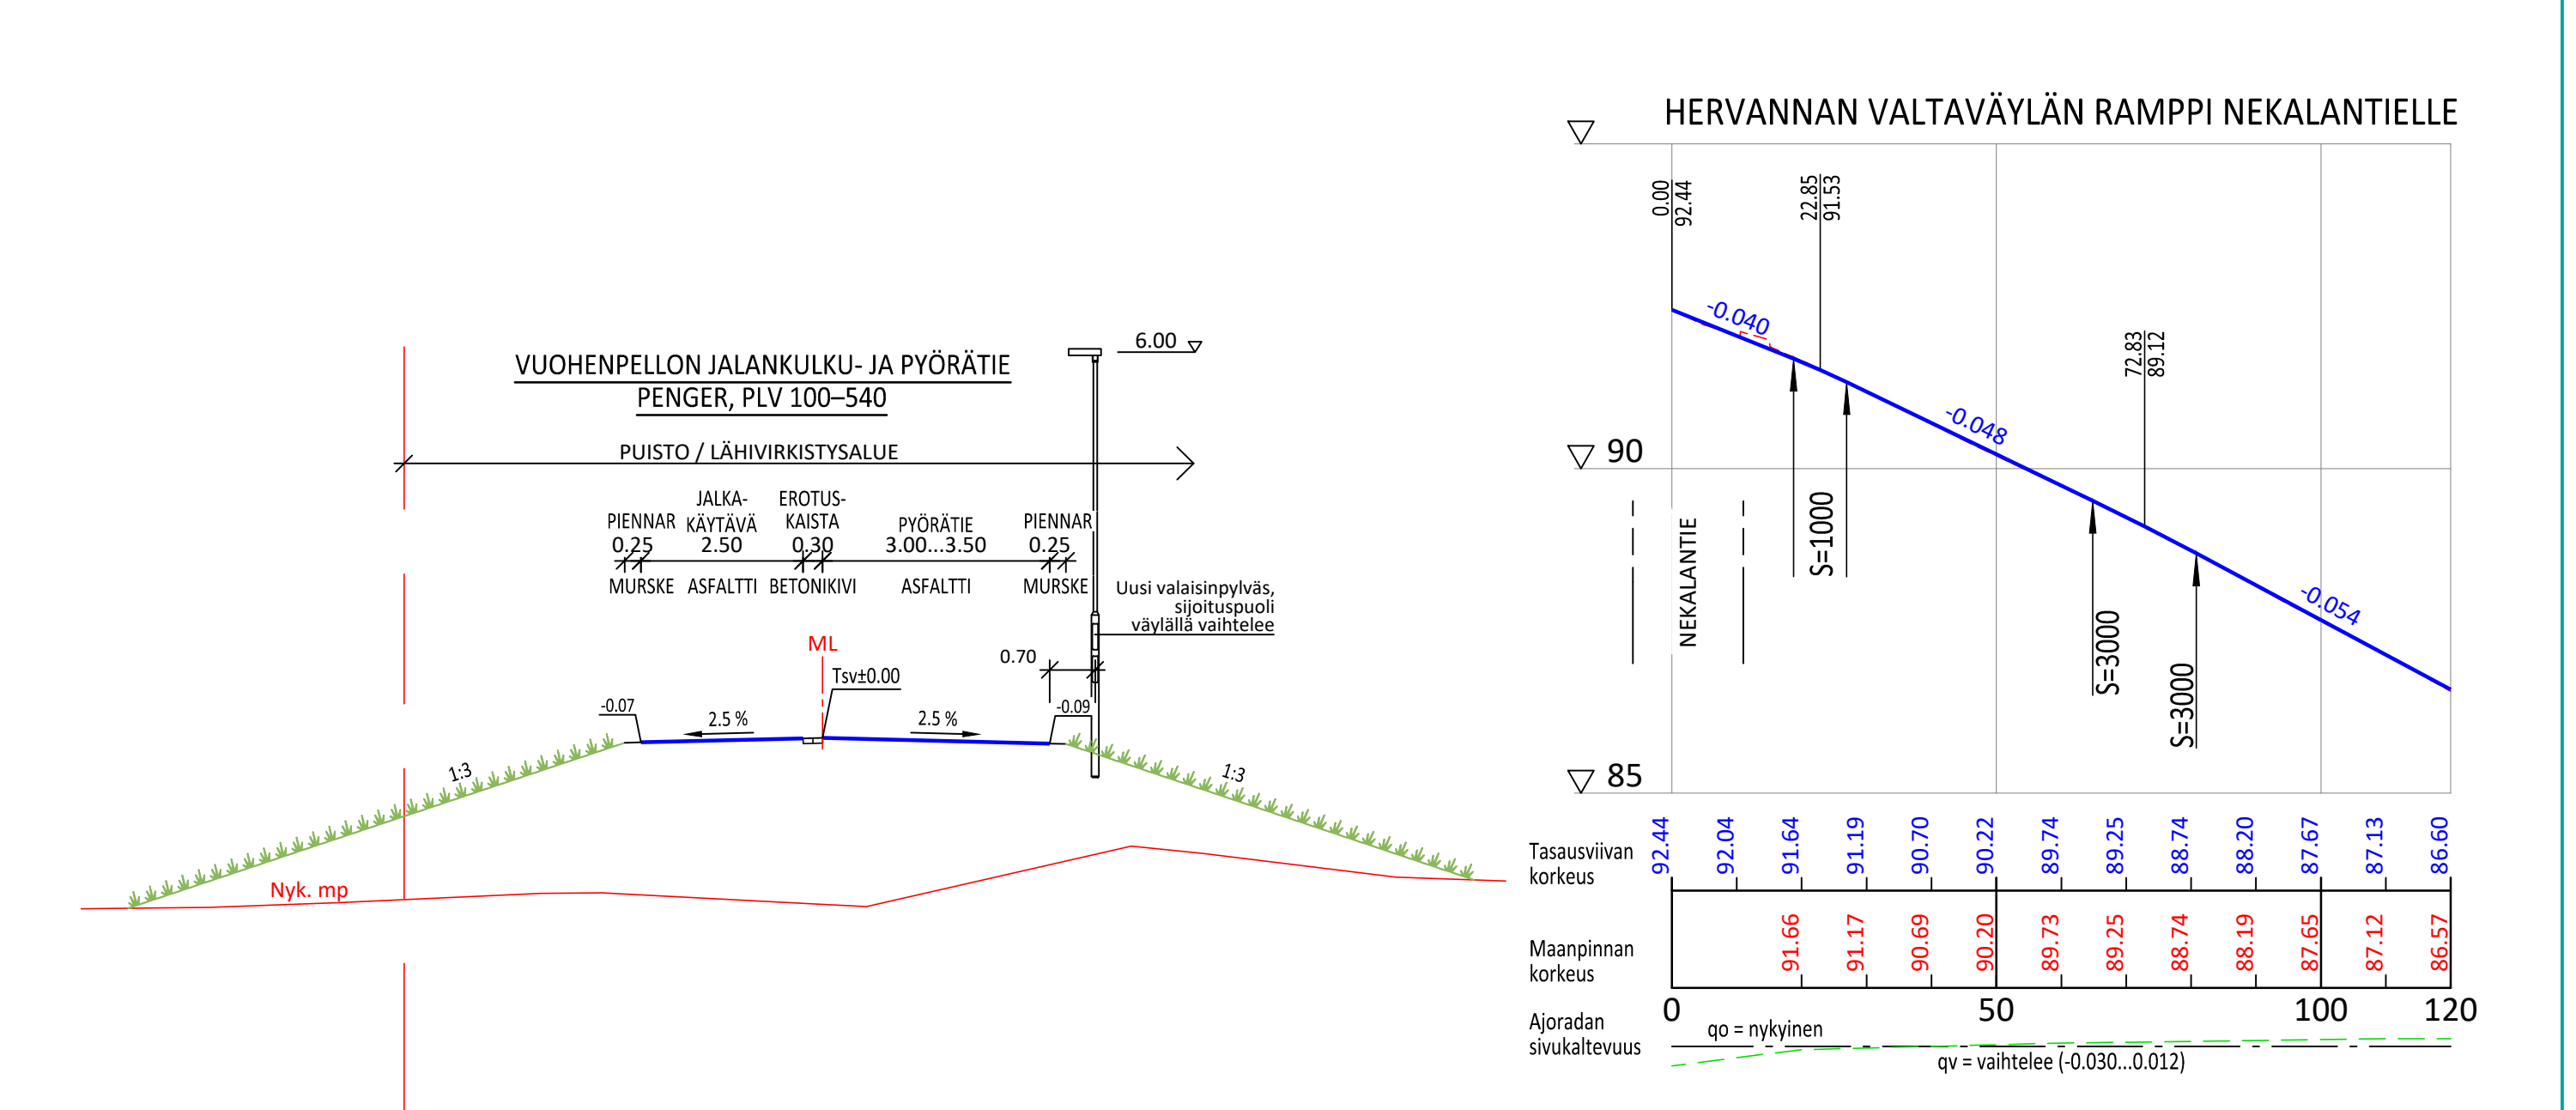 VUOHENPELLON JALANKULKU- JA PYÖRÄTIE
PENGER, PLV 100–540
6.00
PUISTO / LÄHIVIRKISTYSALUE
PIENNAR
0.25
JALKA-
KÄYTÄVÄ
2.50
EROTUS-
KAISTA
0.30
PYÖRÄTIE
3.00...3.50
PIENNAR
0.25
MURSKE
ASFALTTI
BETONIKIVI
ASFALTTI
MURSKE
Uusi valaisinpylväs,
sijoituspuoli
väylällä vaihtelee
ML
0.70
Tsv±0.00
-0.07
2.5 %
2.5 %
-0.09
1:3
1:3
Nyk. mp
HERVANNAN VALTAVÄYLÄN RAMPPI NEKALANTIELLE
0.00
92.44
22.85
91.53
72.83
89.12
-0.040
-0.048
-0.054
90
85
NEKALANTIE
S=1000
S=3000
S=3000
Tasausviivan
korkeus
92.44 92.04 91.64 91.19 90.70 90.22 89.74 89.25 88.74 88.20 87.67 87.13 86.60
Maanpinnan
korkeus
91.66 91.17 90.69 90.20 89.73 89.25 88.74 88.19 87.65 87.12 86.57
0 50 100 120
Ajoradan
sivukaltevuus
qo = nykyinen
qv = vaihtelee (-0.030...0.012)